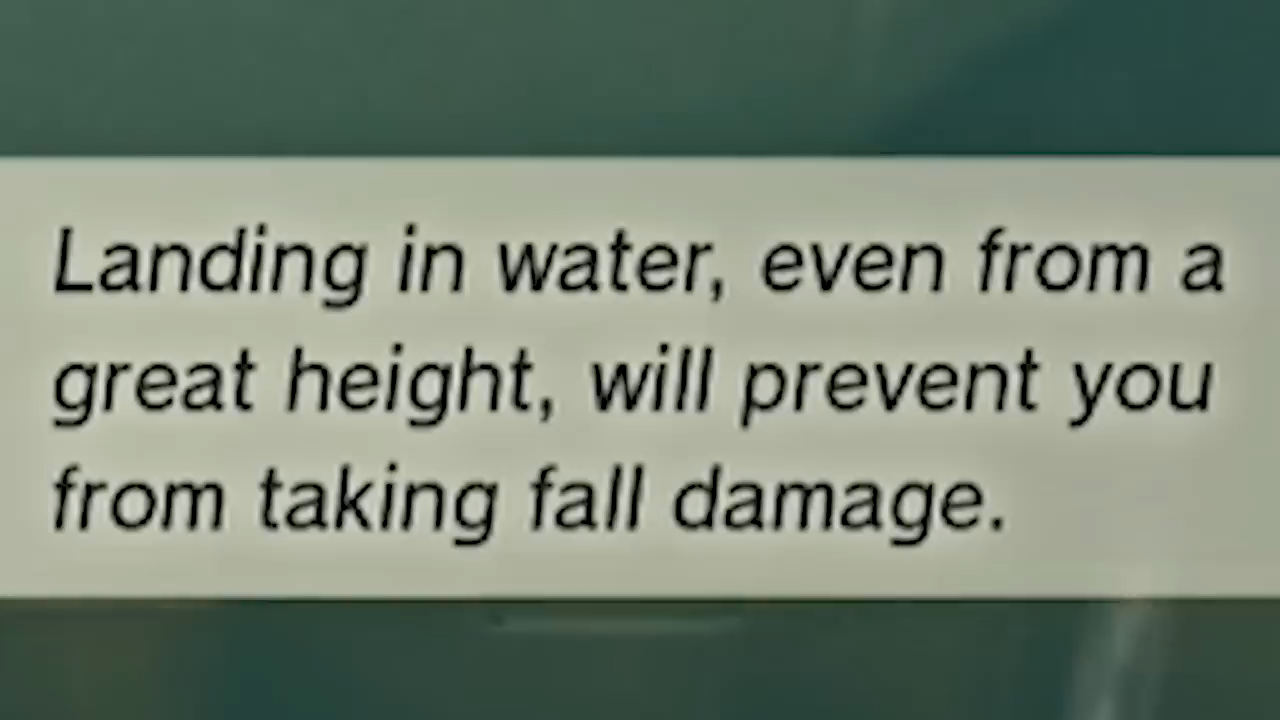 Landing in water, even from a
great height, will prevent you
from taking fall damage.